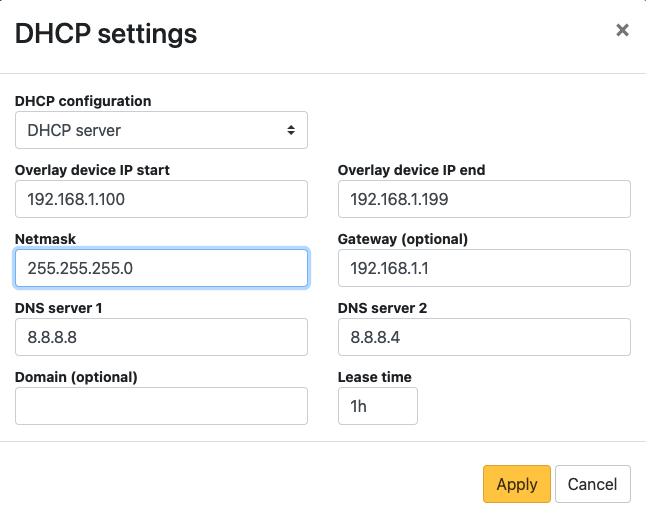 DHCP settings ×
DHCP configuration
DHCP server
Overlay device IP start Overlay device IP end
192.168.1.100 192.168.1.199
Netmask Gateway (optional)
255.255.255.0 192.168.1.1
DNS server 1 DNS server 2
8.8.8.8 8.8.8.4
Domain (optional) Lease time
1h
Apply Cancel